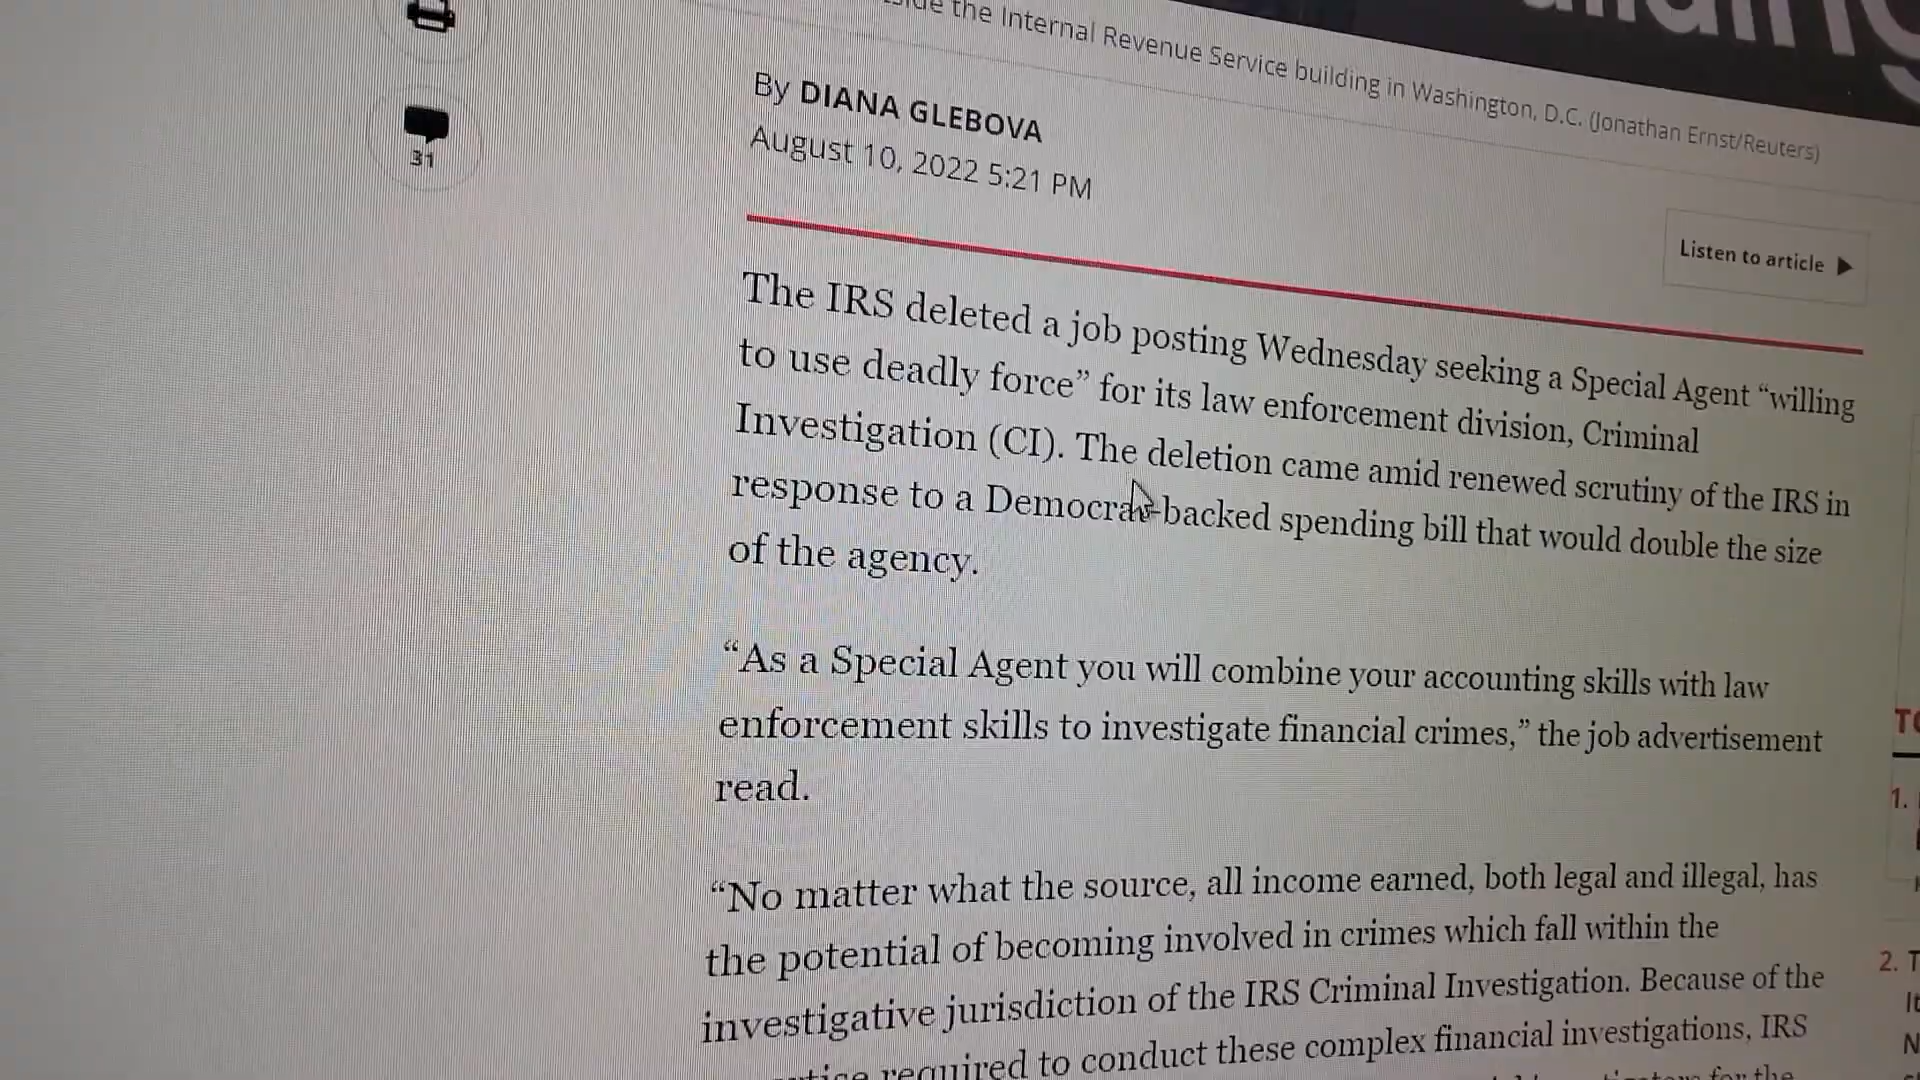 the Internal Revenue Service building in Washington, D.C. (Jonathan Ernst/Reuters)
By DIANA GLEBOVA
August 10, 2022 5:21 PM
31
Listen to article
The IRS deleted a job posting Wednesday seeking a Special Agent “willing
to use deadly force” for its law enforcement division, Criminal
Investigation (CI). The deletion came amid renewed scrutiny of the IRS in
response to a Democrat-backed spending bill that would double the size
of the agency.
“As a Special Agent you will combine your accounting skills with law
enforcement skills to investigate financial crimes,” the job advertisement
read.
“No matter what the source, all income earned, both legal and illegal, has
the potential of becoming involved in crimes which fall within the
investigative jurisdiction of the IRS Criminal Investigation. Because of the
required to conduct these complex financial investigations, IRS
for the
1.
2.